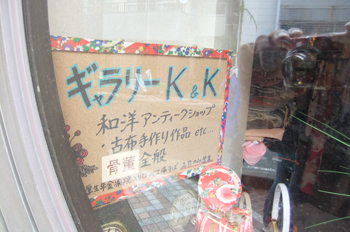 ギャラリー K & K
和洋アンティークショップ
・古布手作り作品 etc...
骨董 全般